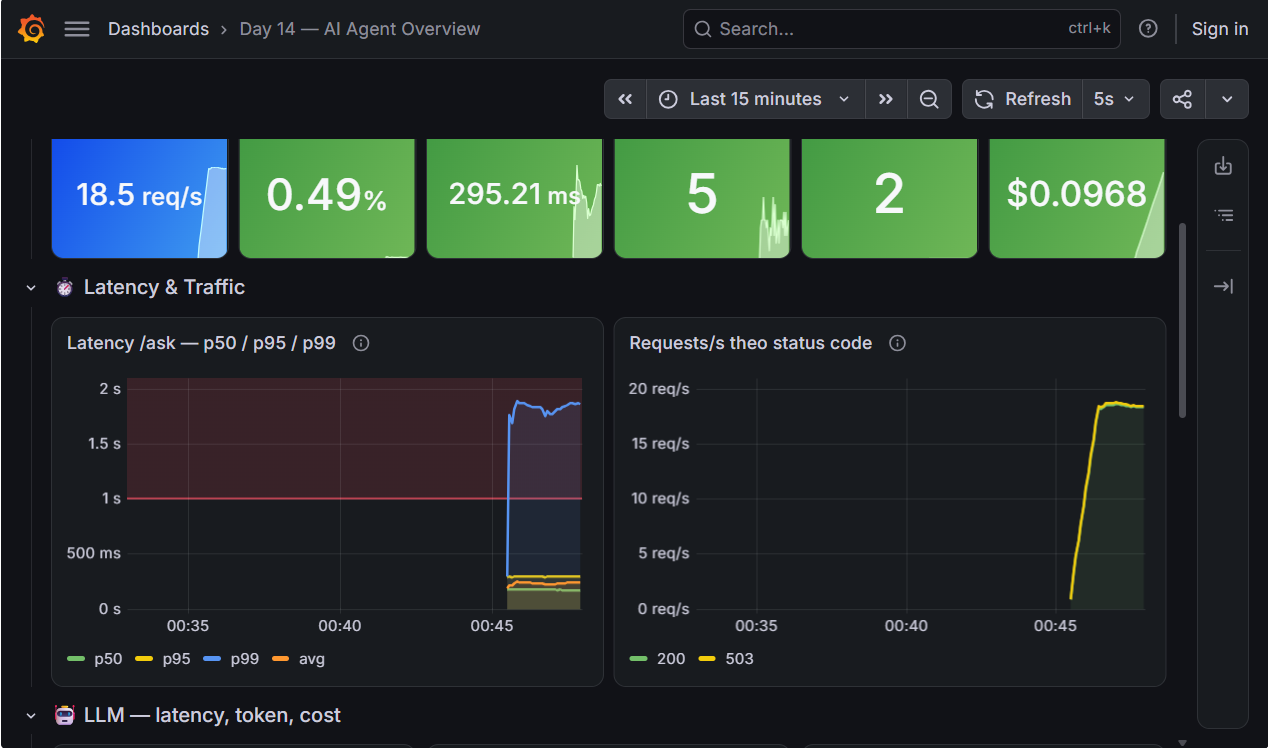 Dashboards › Day 14 — AI Agent Overview
Search... ctrl+k
Sign in
Last 15 minutes
Refresh 5s
18.5 req/s
0.49%
295.21 ms
5
2
$0.0968
Latency & Traffic
Latency /ask — p50 / p95 / p99
2 s
1.5 s
1 s
500 ms
0 s
00:35 00:40 00:45
p50 p95 p99 avg
Requests/s theo status code
20 req/s
15 req/s
10 req/s
5 req/s
0 req/s
00:35 00:40 00:45
200 503
LLM — latency, token, cost